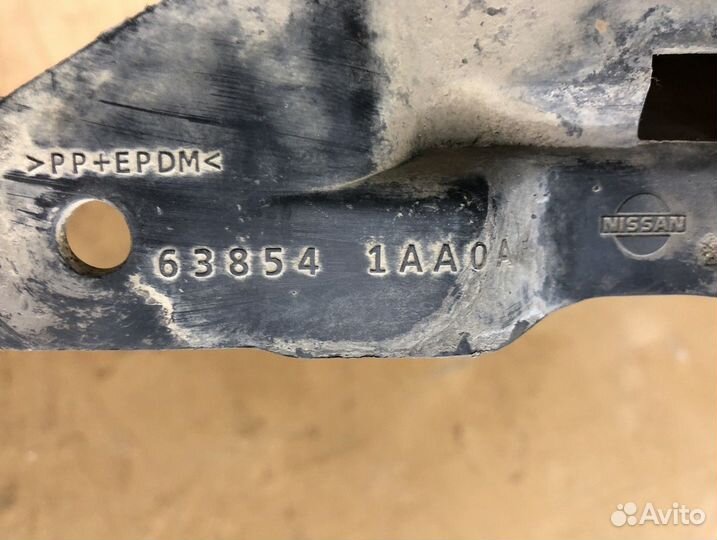 >PP+EPDM<
NISSAN
63854 1AA0A
Avito